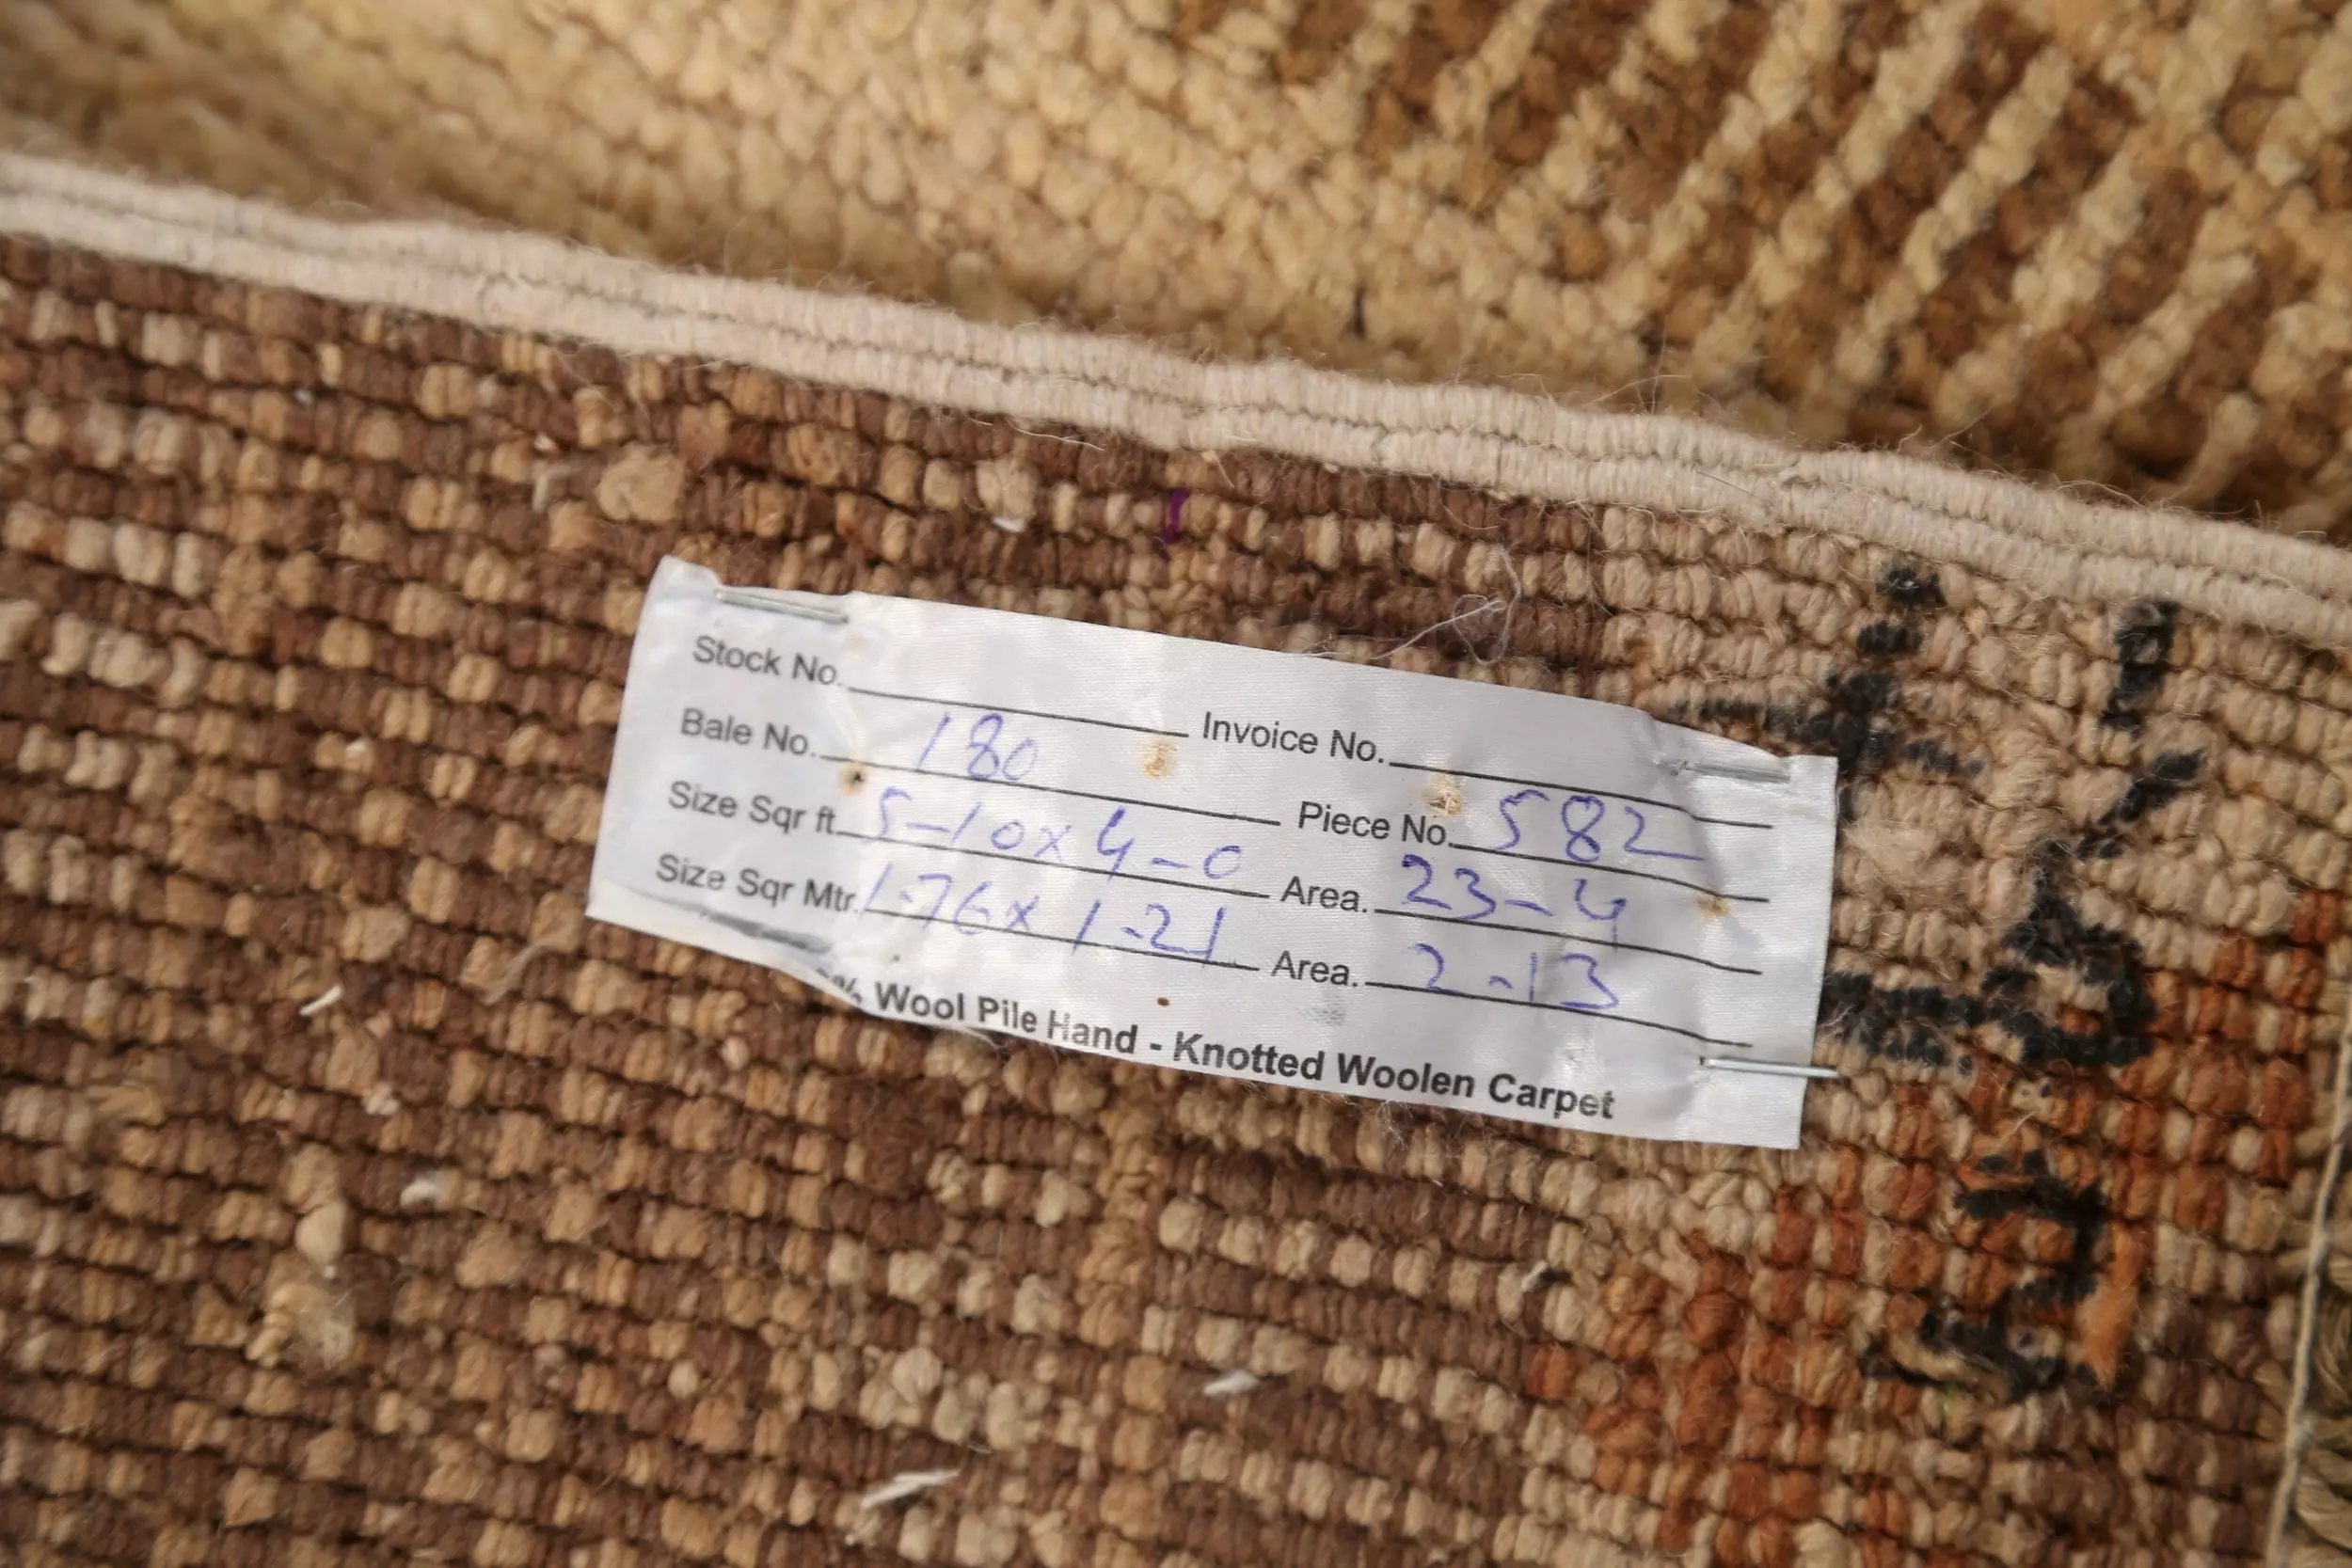 Stock No. Invoice No.
Bale No. 180 Piece No. 582
Size Sqr ft. 5-10x4-0 Area. 23-4
Size Sqr Mtr. 1.76x1.21 Area. 2.13
% Wool Pile Hand - Knotted Woolen Carpet